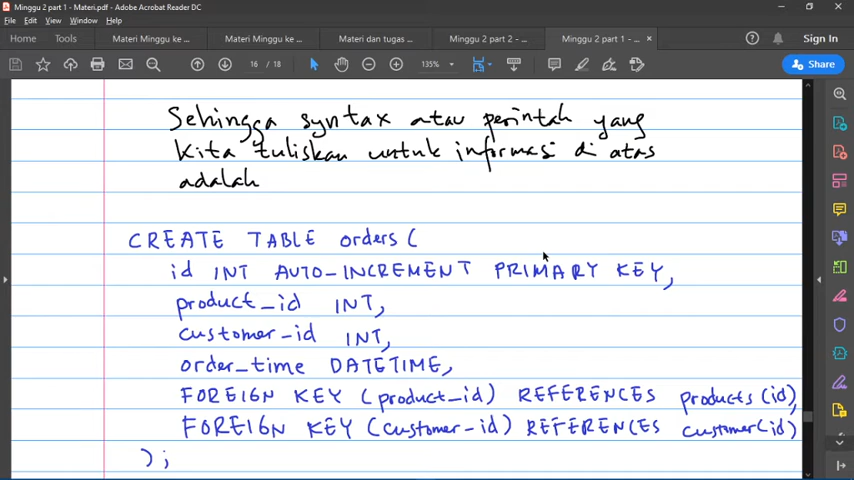 Minggu 2 part 1 - Materi.pdf - Adobe Acrobat Reader DC
File Edit View Window Help
Home Tools Materi Minggu ke ... Materi Minggu ke ... Materi dan tugas ... Minggu 2 part 2 - ... Minggu 2 part 1 - ... × Sign In
16 / 18 135% Share
Sehingga syntax atau perintah yang
kita tuliskan untuk informasi di atas
adalah
CREATE TABLE orders (
id INT AUTO-INCREMENT PRIMARY KEY,
product_id INT,
customer-id INT,
order_time DATETIME,
FOREIGN KEY (product_id) REFERENCES products (id),
FOREIGN KEY (customer-id) REFERENCES customer (id)
) ;